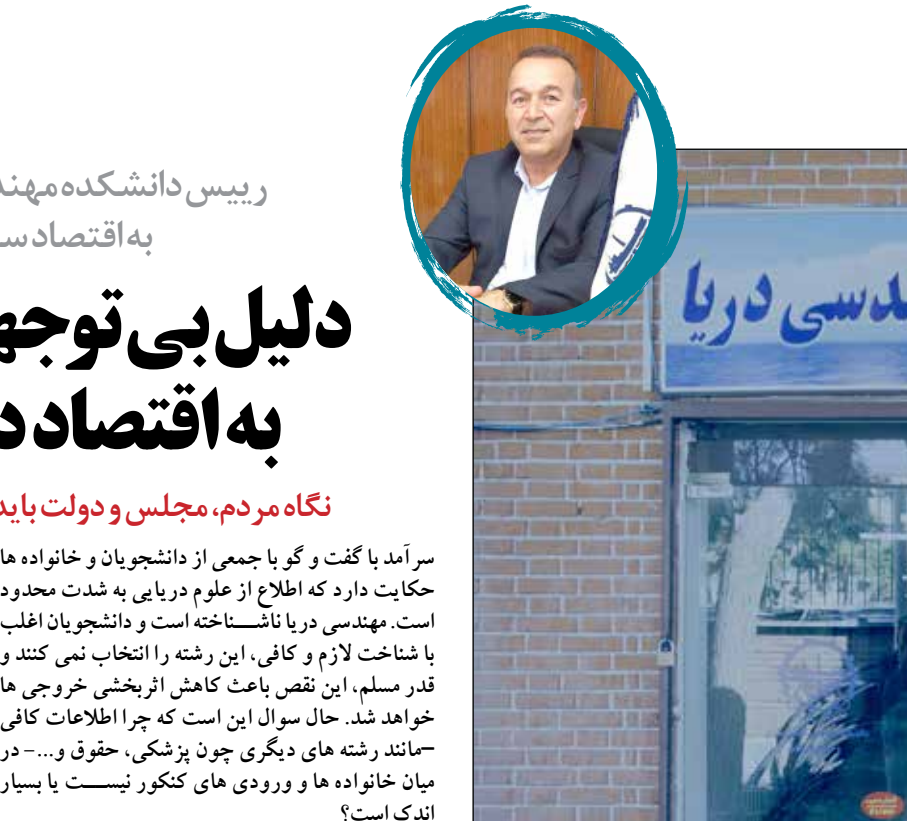 رییس دانشکده مهند
به اقتصاد س
دلیل بی توجه
به اقتصاد د
نگاه مردم، مجلس و دولت باید
سرآمد با گفت و گو با جمعی از دانشجویان و خانواده ها
حکایت دارد که اطلاع از علوم دریایی به شدت محدود
است. مهندسی دریا ناشناخته است و دانشجویان اغلب
با شناخت لازم و کافی، این رشته را انتخاب نمی کنند و
قدر مسلم، این نقص باعث کاهش اثربخشی خروجی ها
خواهد شد. حال سوال این است که چرا اطلاعات کافی
–مانند رشته های دیگری چون پزشکی، حقوق و...- در
میان خانواده ها و ورودی های کنکور نیست یا بسیار
اندک است؟
ندسی دریا